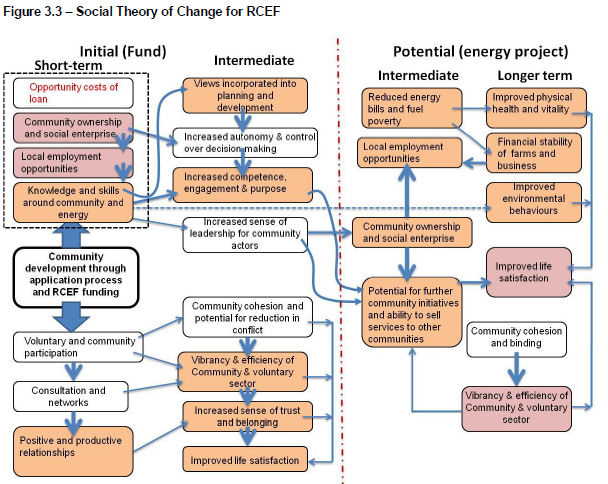 Figure 3.3 – Social Theory of Change for RCEF
Initial (Fund)
Short-term
Intermediate
Opportunity costs of
loan
Community ownership
and social enterprise
Local employment
opportunities
Knowledge and skills
around community and
energy
Community
development through
application process
and RCEF funding
Voluntary and community
participation
Consultation and
networks
Positive and productive
relationships
Views incorporated into
planning and
development
Increased autonomy & control
over decision-making
Increased competence,
engagement & purpose
Increased sense of
leadership for community
actors
Community cohesion and
potential for reduction in
conflict
Vibrancy & efficiency of
Community & voluntary
sector
Increased sense of trust
and belonging
Improved life satisfaction
Potential (energy project)
Intermediate
Longer term
Reduced energy
bills and fuel
poverty
Local employment
opportunities
Community ownership
and social enterprise
Potential for further
community initiatives
and ability to sell
services to other
communities
Improved physical
health and vitality
Financial stability
of farms and
business
Improved
environmental
behaviours
Improved life
satisfaction
Community cohesion
and binding
Vibrancy & efficiency of
Community & voluntary
sector